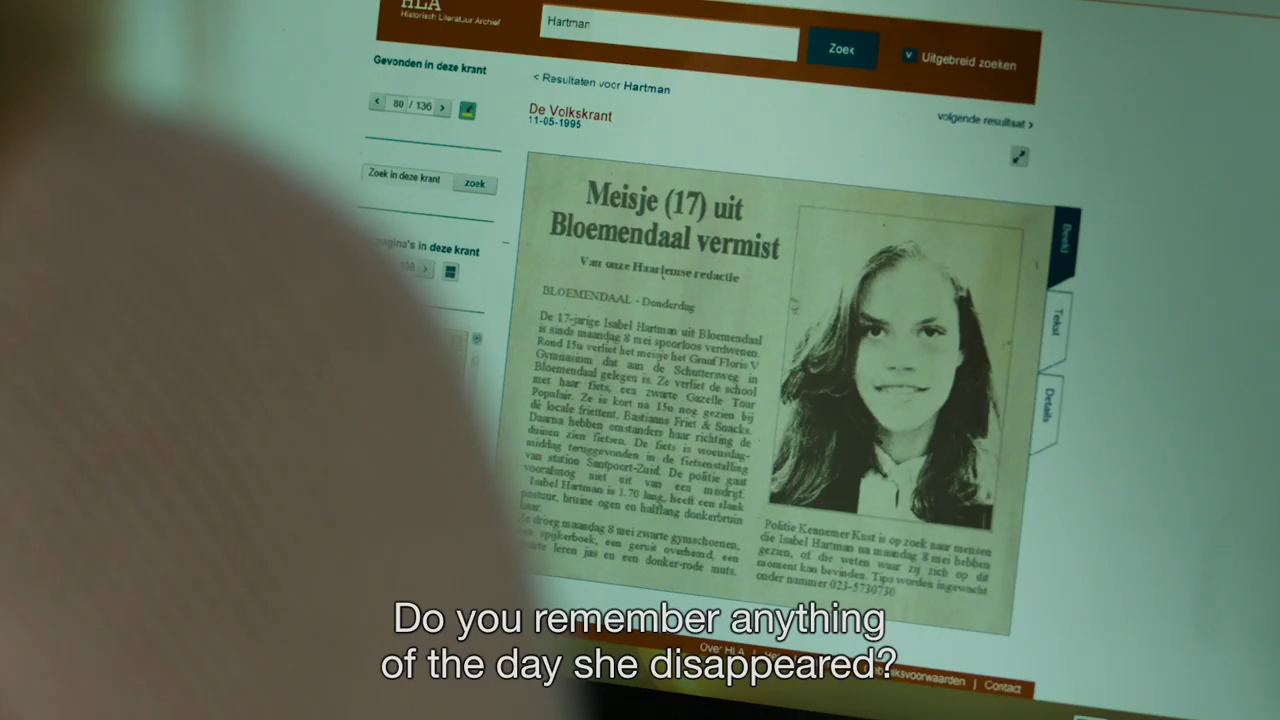 HLA
Historisch Literatuur Archief
Hartman
Zoek
Uitgebreid zoeken
Gevonden in deze krant
80 / 136
Zoek in deze krant
zoek
pagina's in deze krant
< Resultaten voor Hartman
De Volkskrant
11-05-1995
volgende resultaat >
Meisje (17) uit
Bloemendaal vermist
Van onze Haarlemse redactie
BLOEMENDAAL - Donderdag
De 17-jarige Isabel Hartman uit Bloemendaal
is sinds maandag 8 mei spoorloos verdwenen.
Rond 15u verliet het meisje het Graaf Floris V
Gymnasium dat aan de Schuttersweg in
Bloemendaal gelegen is. Ze verliet de school
met haar fiets, een zwarte Gazelle Tour
Populair. Ze is kort na 15u nog gezien bij
de locale friettent, Bastiaans Friet & Snacks.
Daarna hebben omstanders haar richting de
duinen zien fietsen. De fiets is woensdag-
middag teruggevonden in de fietsenstalling
van station Santpoort-Zuid. De politie gaat
vooralsnog niet uit van een misdrijf.
Isabel Hartman is 1.70 lang, heeft een slank
postuur, bruine ogen en halflang donkerbruin
haar.
Ze droeg maandag 8 mei zwarte gymschoenen,
een spijkerbroek, een geruit overhemd, een
zwarte leren jas en een donker-rode muts.
Politie Kennemer Kust is op zoek naar mensen
die Isabel Hartman na maandag 8 mei hebben
gezien, of die weten waar zij zich op dit
moment kan bevinden. Tips worden ingewacht
onder nummer 023-5730730
Beeld
Tekst
Details
Do you remember anything
of the day she disappeared?
Over HLA |
| Contact